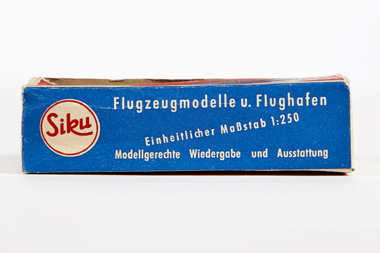 Siku
Flugzeugmodelle u. Flughafen
Einheitlicher Maßstab 1:250
Modellgerechte Wiedergabe und Ausstattung